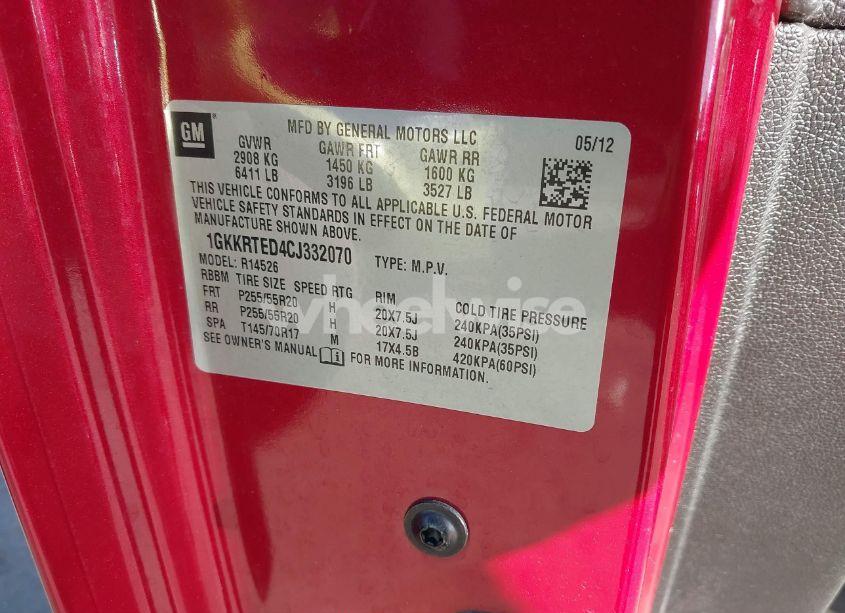 GM
MFD BY GENERAL MOTORS LLC 05/12
GVWR GAWR FRT GAWR RR
2908 KG 1450 KG 1600 KG
6411 LB 3196 LB 3527 LB
THIS VEHICLE CONFORMS TO ALL APPLICABLE U.S. FEDERAL MOTOR
VEHICLE SAFETY STANDARDS IN EFFECT ON THE DATE OF
MANUFACTURE SHOWN ABOVE.
1GKKRTED4CJ332070 TYPE: M.P.V.
MODEL: R14526
RBBM TIRE SIZE SPEED RTG RIM COLD TIRE PRESSURE
FRT P255/55R20 H 20X7.5J 240KPA(35PSI)
RR P255/55R20 H 20X7.5J 240KPA(35PSI)
SPA T145/70R17 M 17X4.5B 420KPA(60PSI)
SEE OWNER'S MANUAL FOR MORE INFORMATION.
wheelwise